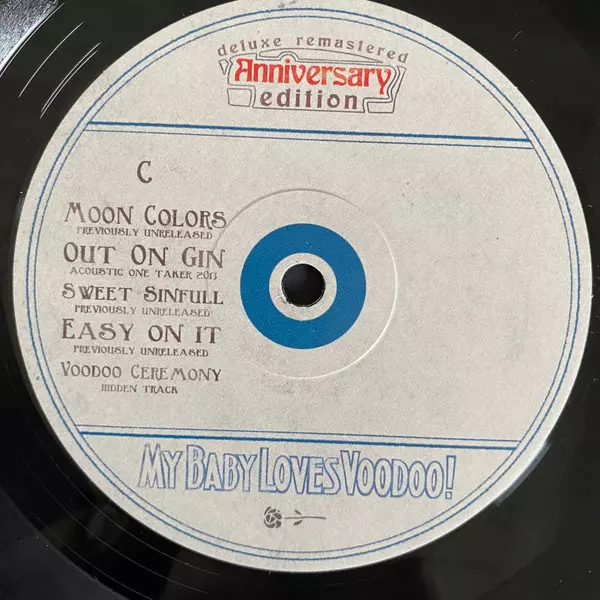 deluxe remastered
Anniversary
edition
C
MOON COLORS
PREVIOUSLY UNRELEASED
OUT ON GIN
ACOUSTIC ONE TAKER 2013
SWEET SINFULL
PREVIOUSLY UNRELEASED
EASY ON IT
PREVIOUSLY UNRELEASED
VOODOO CEREMONY
HIDDEN TRACK
MY BABY LOVES VOODOO!